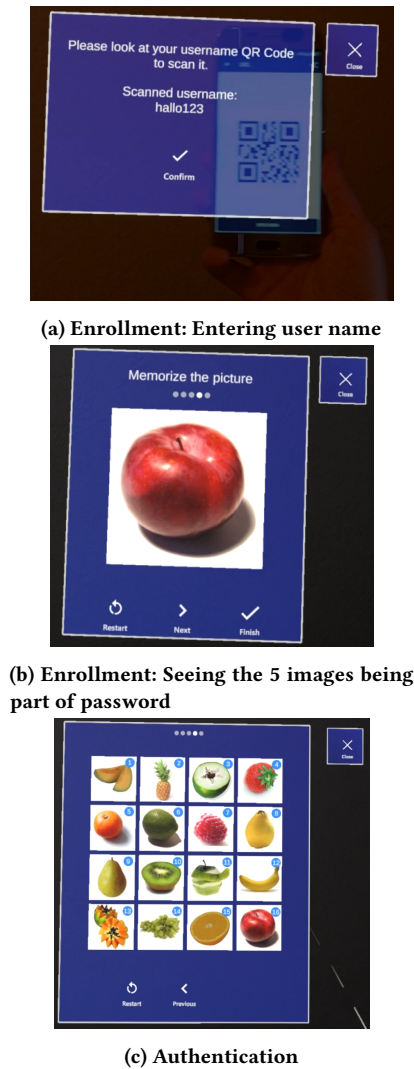 Please look at your username QR Code
to scan it.
Scanned username:
hallo123
Confirm
Close
(a) Enrollment: Entering user name
Memorize the picture
Close
Restart
Next
Finish
(b) Enrollment: Seeing the 5 images being
part of password
Close
1
2
3
4
5
6
7
8
9
10
11
12
13
14
15
16
Restart
Previous
(c) Authentication